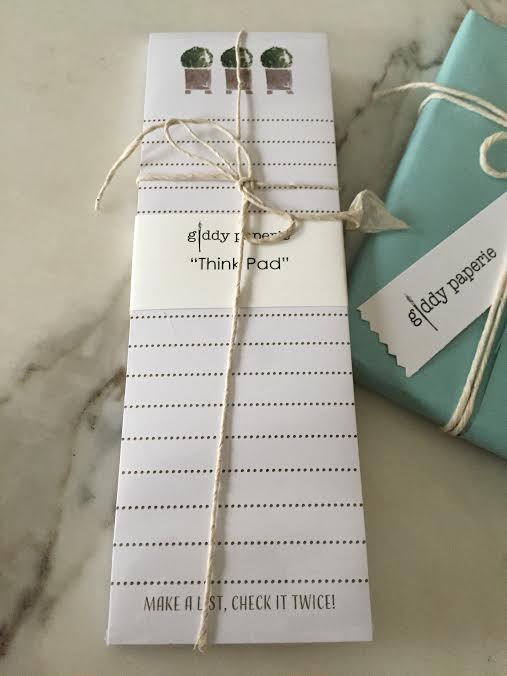 giddy paperie
"Think Pad"
MAKE A LIST, CHECK IT TWICE!
giddy paperie